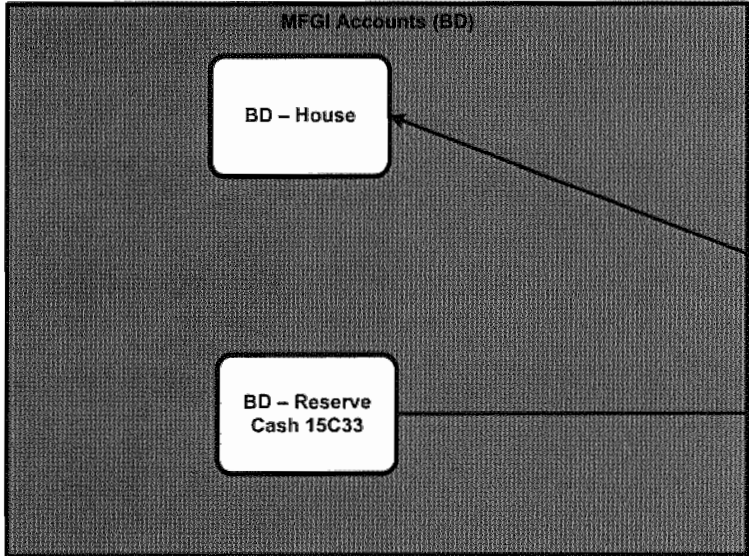 MFGI Accounts (BD)
BD – House
BD – Reserve
Cash 15C33